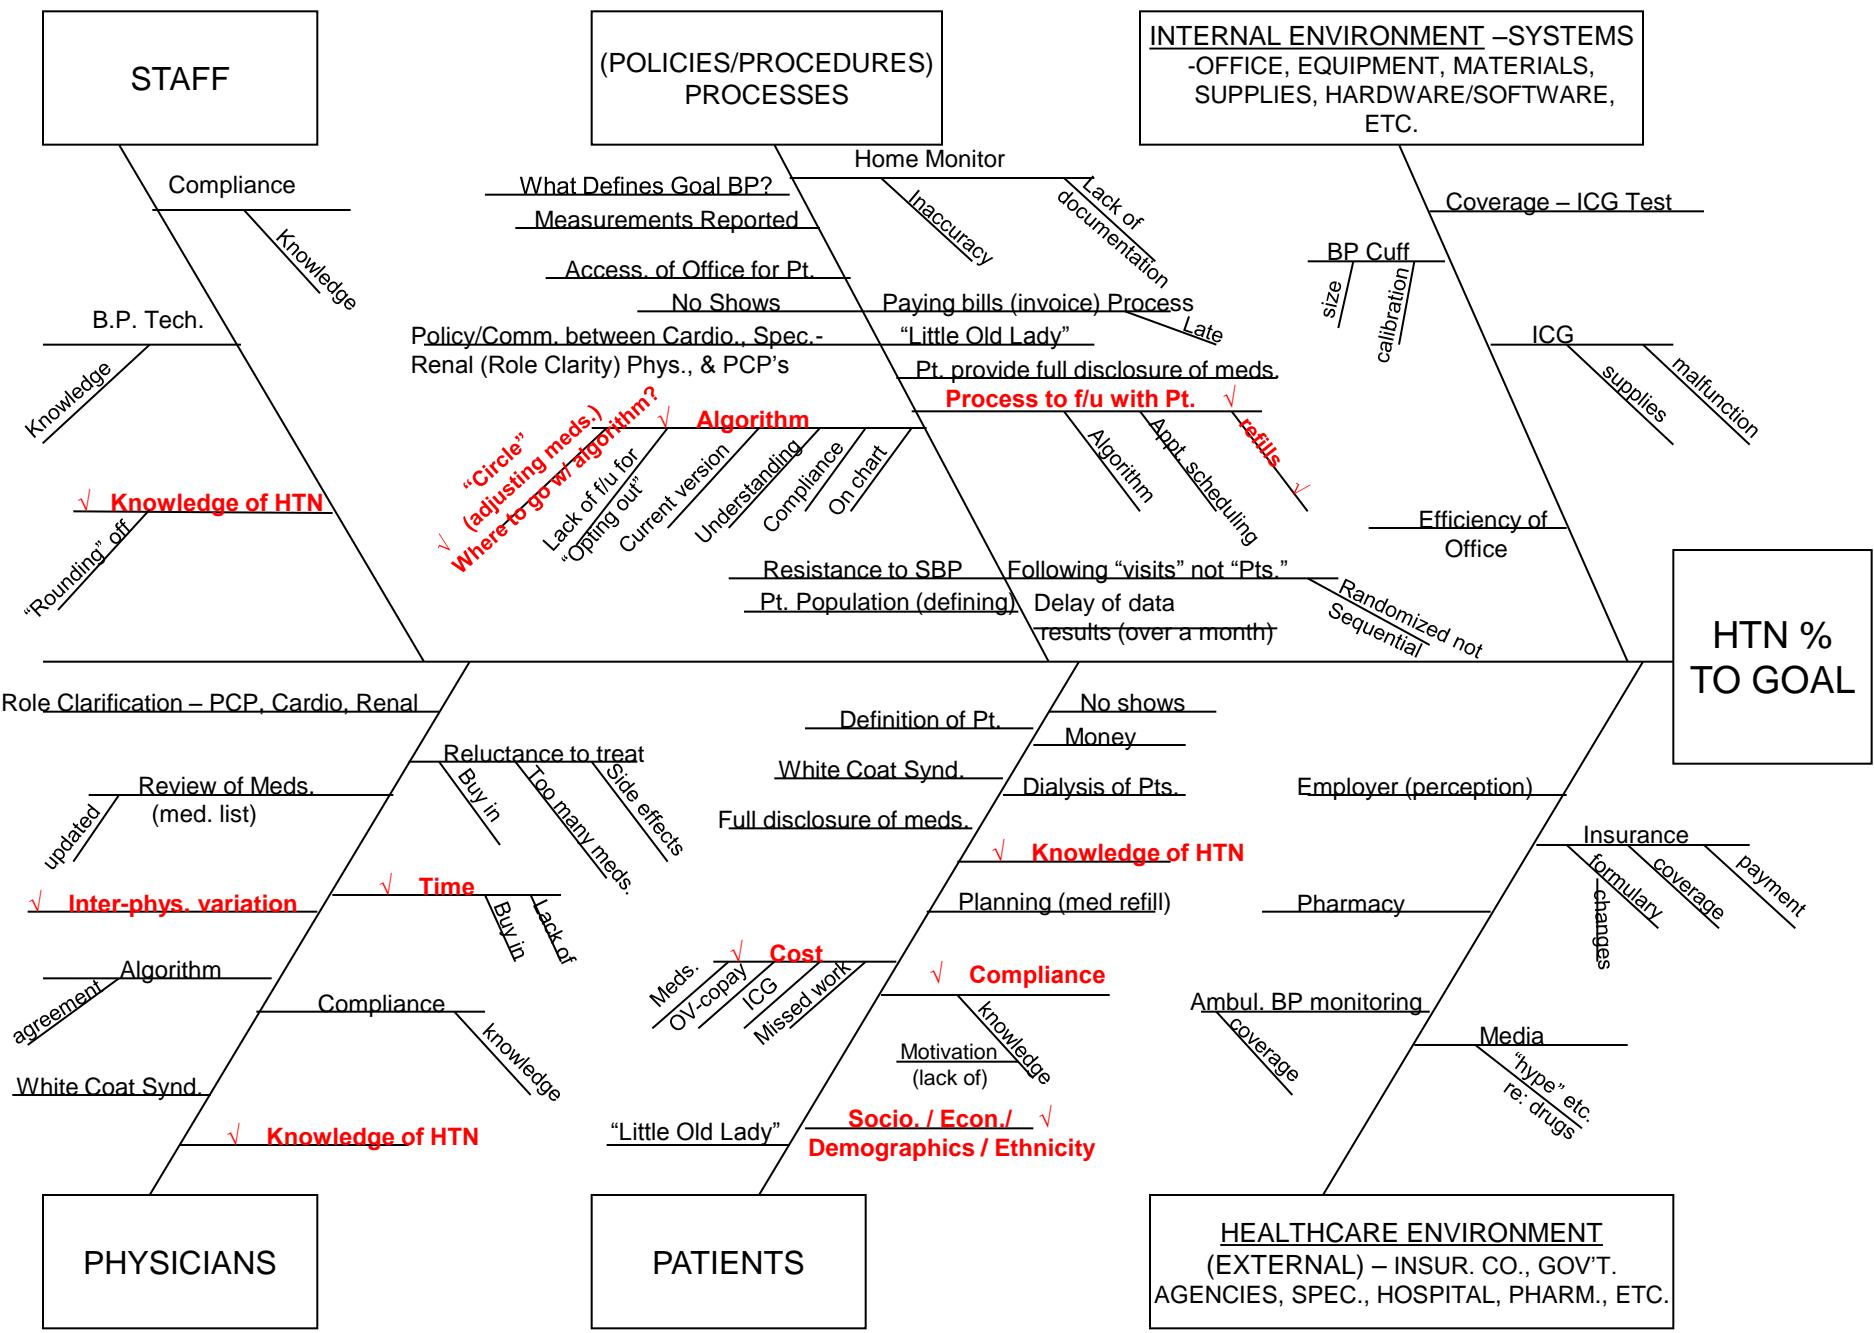 STAFF
(POLICIES/PROCEDURES)
PROCESSES
INTERNAL ENVIRONMENT –SYSTEMS
-OFFICE, EQUIPMENT, MATERIALS,
SUPPLIES, HARDWARE/SOFTWARE,
ETC.
Compliance
Knowledge
B.P. Tech.
Knowledge
√ Knowledge of HTN
“Rounding” off
What Defines Goal BP?
Measurements Reported
Access. of Office for Pt.
No Shows
Policy/Comm. between Cardio., Spec.-
Renal (Role Clarity) Phys., & PCP’s
√ Algorithm
“Circle”
(adjusting meds.)
√ Where to go w/ algorithm?
Lack of f/u for
“Opting out”
Current version
Understanding
Compliance
On chart
Resistance to SBP
Pt. Population (defining)
Home Monitor
Inaccuracy
Lack of
documentation
Paying bills (invoice) Process
Late
“Little Old Lady”
Pt. provide full disclosure of meds.
Process to f/u with Pt. √
Algorithm
Appt. scheduling
refills √
Following “visits” not “Pts.”
Randomized not
Sequential
Delay of data
results (over a month)
Coverage – ICG Test
BP Cuff
size
calibration
ICG
supplies
malfunction
Efficiency of
Office
HTN %
TO GOAL
Role Clarification – PCP, Cardio, Renal
Reluctance to treat
Buy in
Too many meds.
Side effects
Review of Meds.
(med. list)
updated
√ Inter-phys. variation
√ Time
Buy in
Lack of
Algorithm
agreement
Compliance
knowledge
White Coat Synd.
√ Knowledge of HTN
PHYSICIANS
Definition of Pt.
No shows
Money
White Coat Synd.
Dialysis of Pts.
Full disclosure of meds.
√ Knowledge of HTN
Planning (med refill)
√ Cost
Meds.
OV-copay
ICG
Missed work
√ Compliance
knowledge
Motivation
(lack of)
“Little Old Lady”
Socio. / Econ./ √
Demographics / Ethnicity
PATIENTS
Employer (perception)
Insurance
formulary
–changes
coverage
payment
Pharmacy
Ambul. BP monitoring
coverage
Media
“hype” etc.
re: drugs
HEALTHCARE ENVIRONMENT
(EXTERNAL) – INSUR. CO., GOV’T.
AGENCIES, SPEC., HOSPITAL, PHARM., ETC.